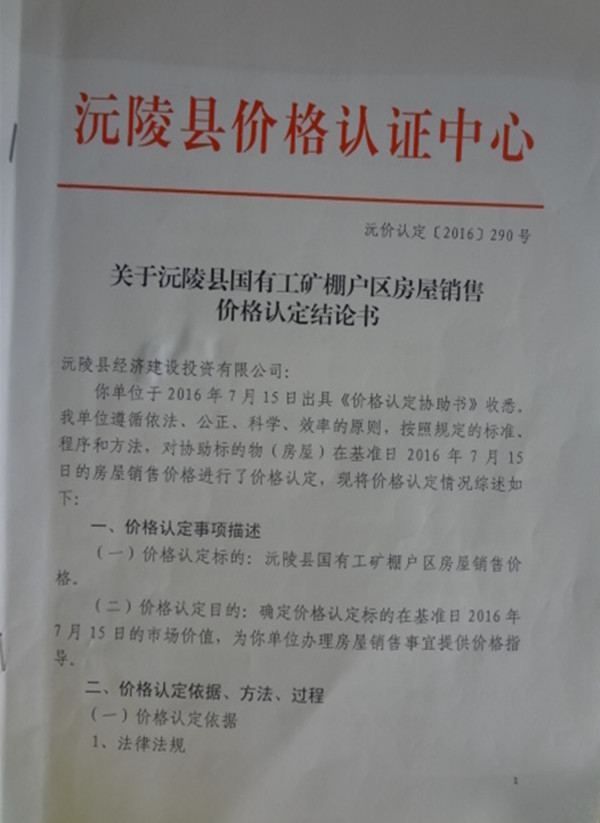 沅陵县价格认证中心
沅价认定〔2016〕290号
关于沅陵县国有工矿棚户区房屋销售
价格认定结论书
沅陵县经济建设投资有限公司：
你单位于2016年7月15日出具《价格认定协助书》收悉。
我单位遵循依法、公正、科学、效率的原则，按照规定的标准、
程序和方法，对协助标的物（房屋）在基准日2016年7月15
日的房屋销售价格进行了价格认定，现将价格认定情况综述如
下：
一、价格认定事项描述
（一）价格认定标的：沅陵县国有工矿棚户区房屋销售价
格。
（二）价格认定目的：确定价格认定标的在基准日2016年
7月15日的市场价值，为你单位办理房屋销售事宜提供价格指
导。
二、价格认定依据、方法、过程
（一）价格认定依据
1、法律法规
1